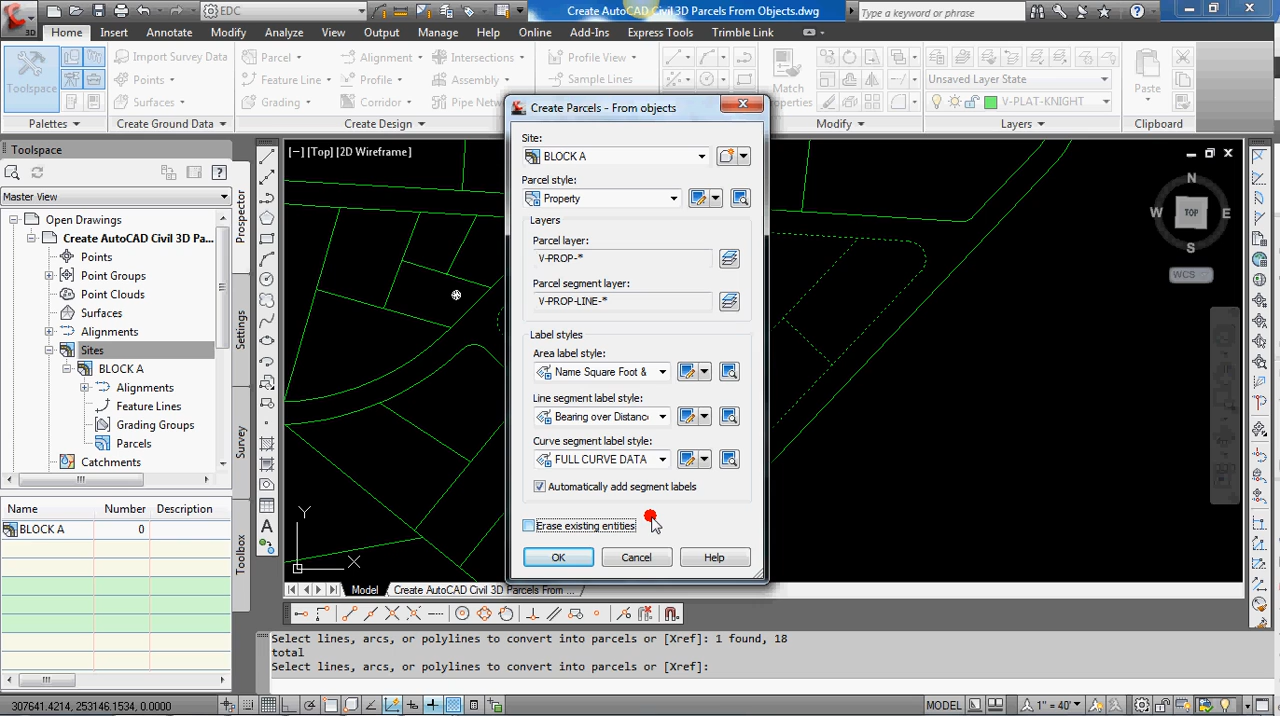 EDC
Create AutoCAD Civil 3D Parcels From Objects.dwg
Type a keyword or phrase
Home Insert Annotate Modify Analyze View Output Manage Help Online Add-Ins Express Tools Trimble Link
Toolspace
Import Survey Data
Points
Surfaces
Parcel
Feature Line
Grading
Alignment
Profile
Corridor
Intersections
Assembly
Pipe Netw
Profile View
Sample Lines
Match
Properties
Unsaved Layer State
V-PLAT-KNIGHT
Paste
Palettes
Create Ground Data
Create Design
Modify
Layers
Clipboard
Toolspace
Master View
Open Drawings
Create AutoCAD Civil 3D Pa...
Points
Point Groups
Point Clouds
Surfaces
Alignments
Sites
BLOCK A
Alignments
Feature Lines
Grading Groups
Parcels
Catchments
Prospector
Settings
Survey
Toolbox
Name Number Description
BLOCK A 0
[−] [Top] [2D Wireframe]
N
W TOP E
S
WCS
Y
X
Create Parcels - From objects
Site:
BLOCK A
Parcel style:
Property
Layers
Parcel layer:
V-PROP-*
Parcel segment layer:
V-PROP-LINE-*
Label styles
Area label style:
Name Square Foot &
Line segment label style:
Bearing over Distanc
Curve segment label style:
FULL CURVE DATA
Automatically add segment labels
Erase existing entities
OK Cancel Help
Model Create AutoCAD Civil 3D Parcels From ...
Select lines, arcs, or polylines to convert into parcels or [Xref]: 1 found, 18
total
Select lines, arcs, or polylines to convert into parcels or [Xref]:
307641.4214, 253146.1534, 0.0000
MODEL
1" = 40'